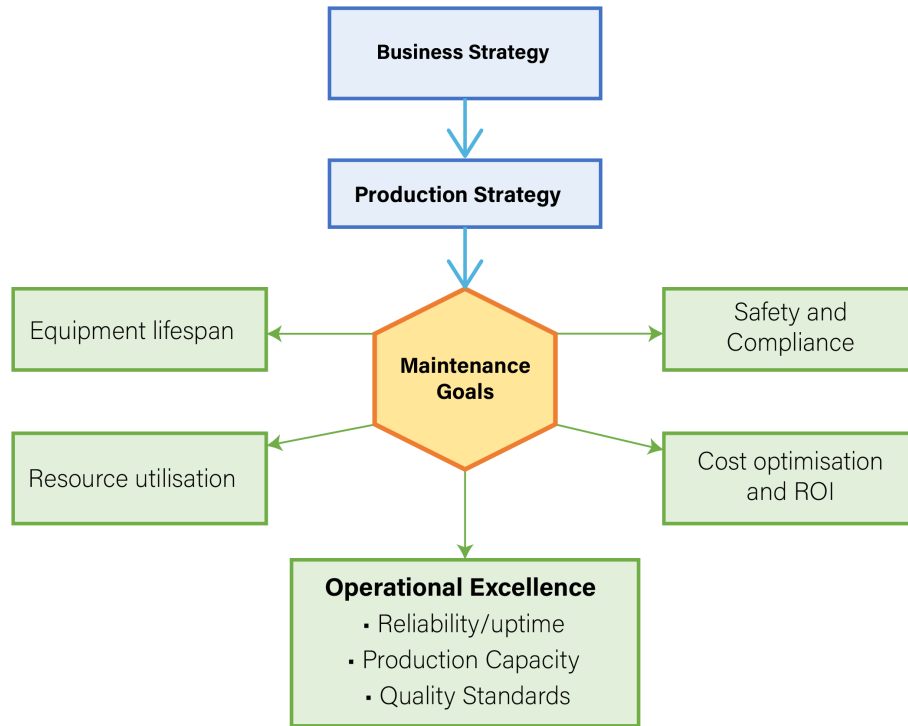 Business Strategy
Production Strategy
Equipment lifespan
Safety and
Compliance
Maintenance
Goals
Resource utilisation
Cost optimisation
and ROI
Operational Excellence
▪ Reliability/uptime
▪ Production Capacity
▪ Quality Standards